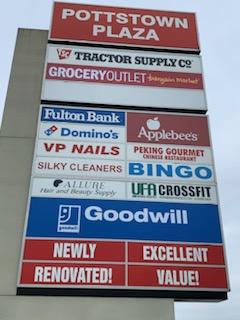 POTTSTOWN
PLAZA
TRACTOR SUPPLY CO
GROCERY OUTLET bargain market
Fulton Bank
Domino's
Applebee's
VP NAILS
PEKING GOURMET
CHINESE RESTAURANT
SILKY CLEANERS
BINGO
ALLURE
Hair and Beauty Supply
UFA CROSSFIT
goodwill
Goodwill
NEWLY
EXCELLENT
RENOVATED!
VALUE!